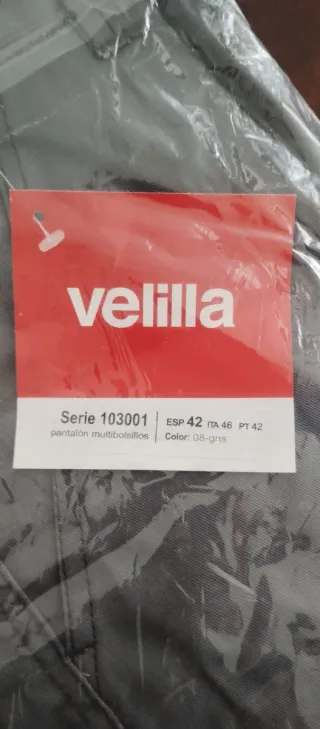 velilla
Serie 103001
pantalón multibolsillos
ESP 42 ITA 46 PT 42
Color: 08-gris